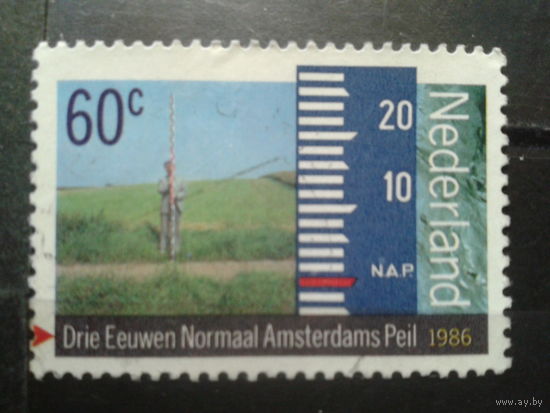 60c
20
10
N.A.P.
Nederland
Drie Eeuwen Normaal Amsterdams Peil 1986
www.ay.by